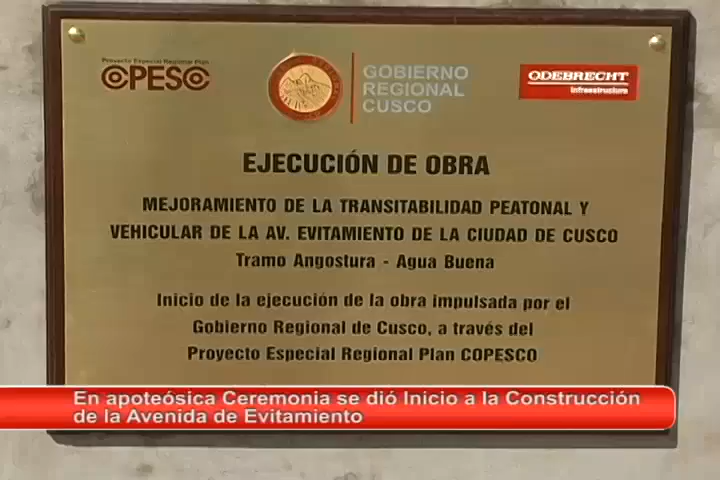 Proyecto Especial Regional Plan
COPESCO
GOBIERNO
REGIONAL
CUSCO
ODEBRECHT
Infraestructura
EJECUCIÓN DE OBRA
MEJORAMIENTO DE LA TRANSITABILIDAD PEATONAL Y
VEHICULAR DE LA AV. EVITAMIENTO DE LA CIUDAD DE CUSCO
Tramo Angostura - Agua Buena
Inicio de la ejecución de la obra impulsada por el
Gobierno Regional de Cusco, a través del
Proyecto Especial Regional Plan COPESCO
En apoteósica Ceremonia se dió Inicio a la Construcción
de la Avenida de Evitamiento